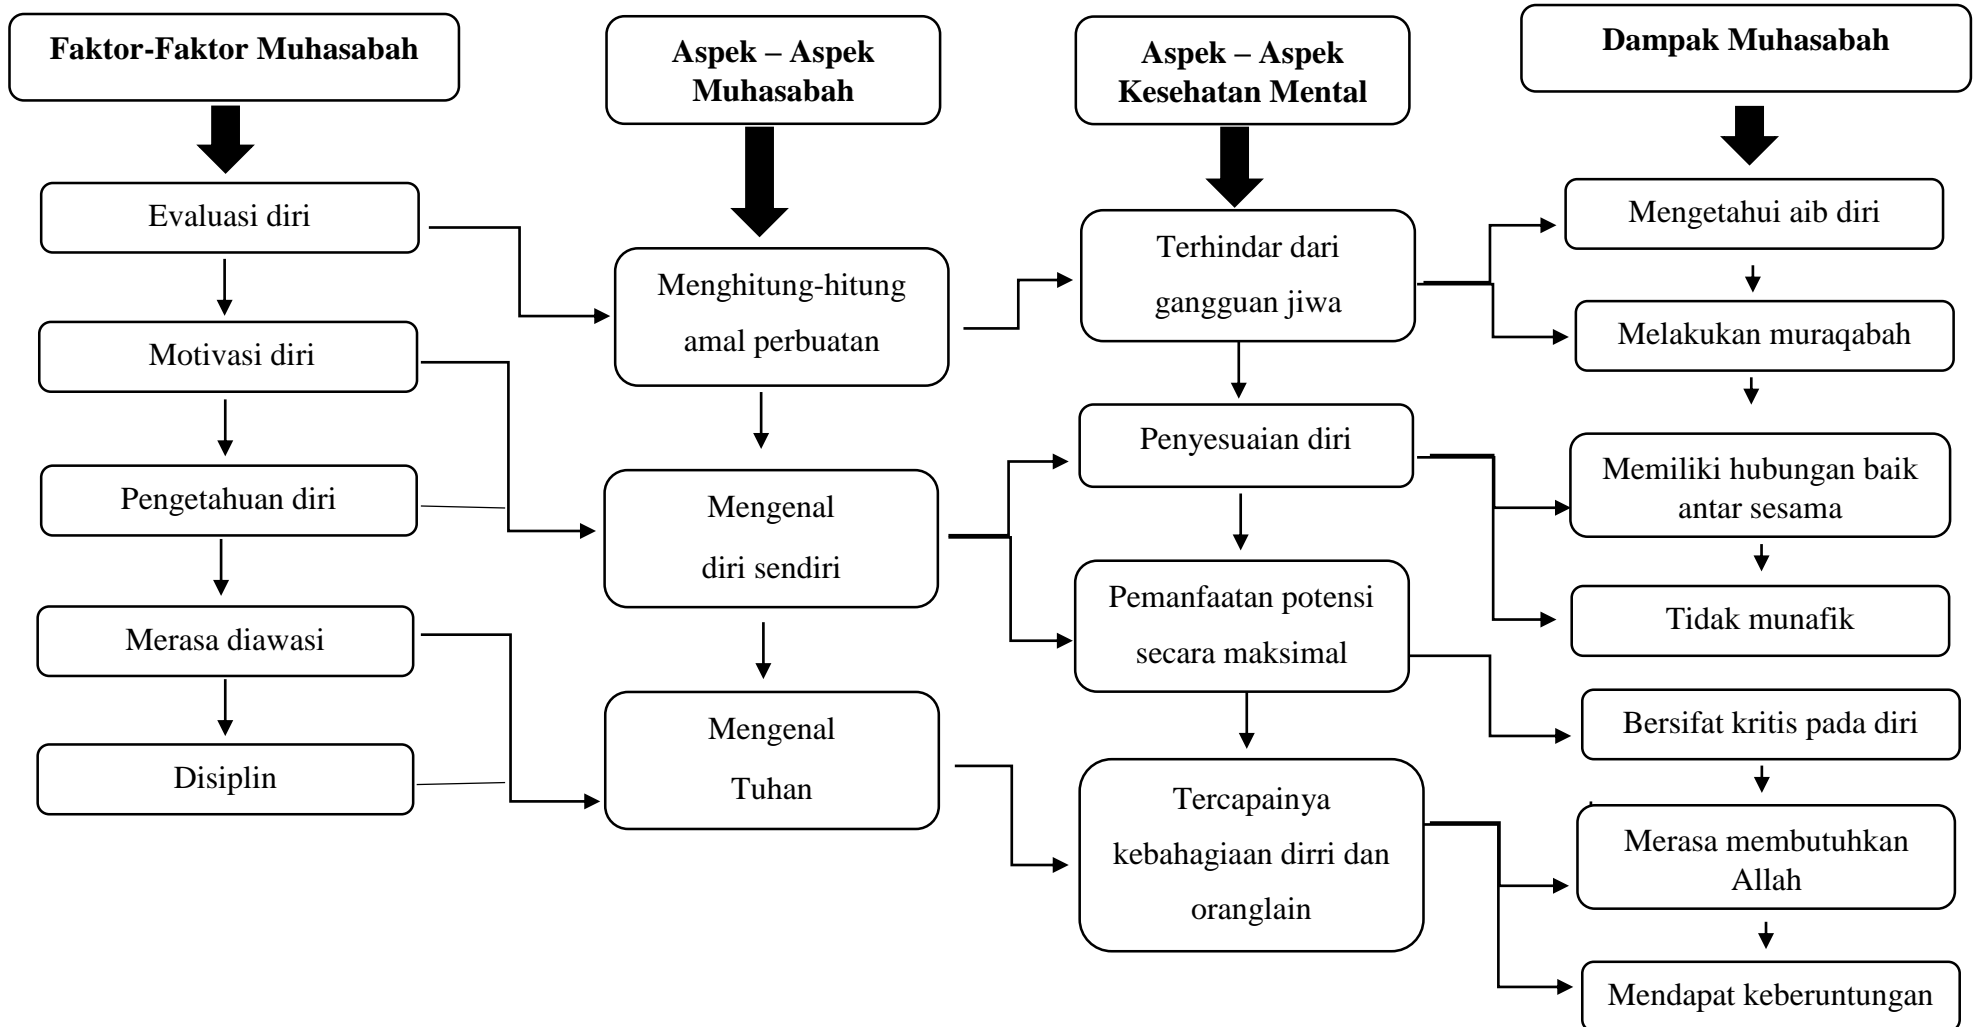 Faktor-Faktor Muhasabah
Evaluasi diri
Motivasi diri
Pengetahuan diri
Merasa diawasi
Disiplin
Aspek – Aspek
Muhasabah
Menghitung-hitung
amal perbuatan
Mengenal
diri sendiri
Mengenal
Tuhan
Aspek – Aspek
Kesehatan Mental
Terhindar dari
gangguan jiwa
Penyesuaian diri
Pemanfaatan potensi
secara maksimal
Tercapainya
kebahagiaan dirri dan
oranglain
Dampak Muhasabah
Mengetahui aib diri
Melakukan muraqabah
Memiliki hubungan baik
antar sesama
Tidak munafik
Bersifat kritis pada diri
Merasa membutuhkan
Allah
Mendapat keberuntungan